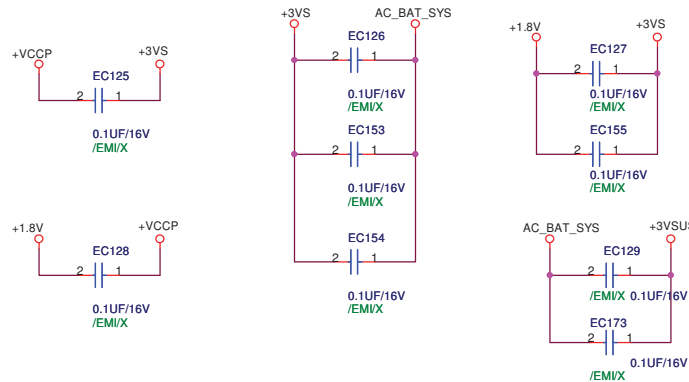 +VCCP
+3VS
EC125
2
1
0.1UF/16V
/EMI/X
+1.8V
+VCCP
EC128
2
1
0.1UF/16V
/EMI/X
+3VS
AC_BAT_SYS
EC126
2
1
0.1UF/16V
/EMI/X
EC153
2
1
0.1UF/16V
/EMI/X
EC154
2
1
0.1UF/16V
/EMI/X
+1.8V
+3VS
EC127
2
1
0.1UF/16V
/EMI/X
EC155
2
1
0.1UF/16V
/EMI/X
AC_BAT_SYS
+3VSUS
EC129
2
1
/EMI/X 0.1UF/16V
EC173
2
1
0.1UF/16V
/EMI/X